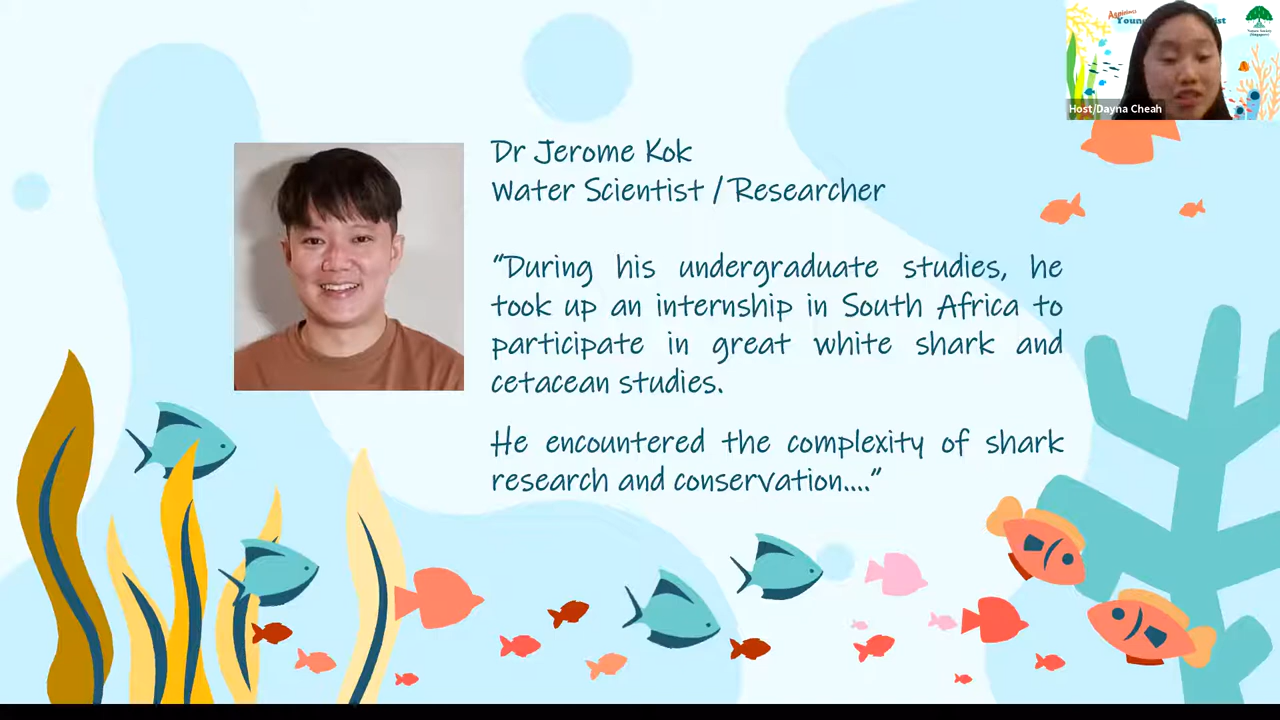 Dr Jerome Kok
Water Scientist / Researcher
“During his undergraduate studies, he
took up an internship in South Africa to
participate in great white shark and
cetacean studies.
He encountered the complexity of shark
research and conservation....”
Host/Dayna Cheah
Aspiring